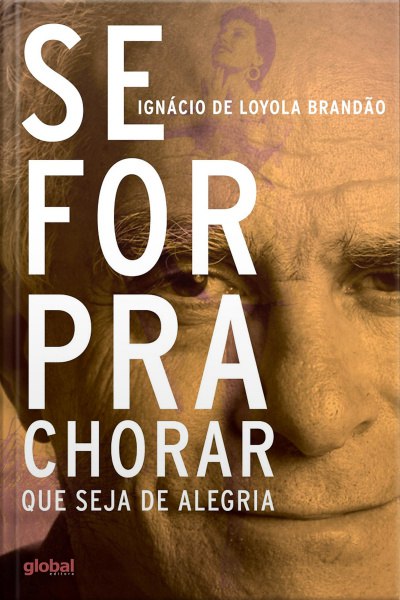 SE
IGNÁCIO DE LOYOLA BRANDÃO
FOR
PRA
CHORAR
QUE SEJA DE ALEGRIA
global
editora